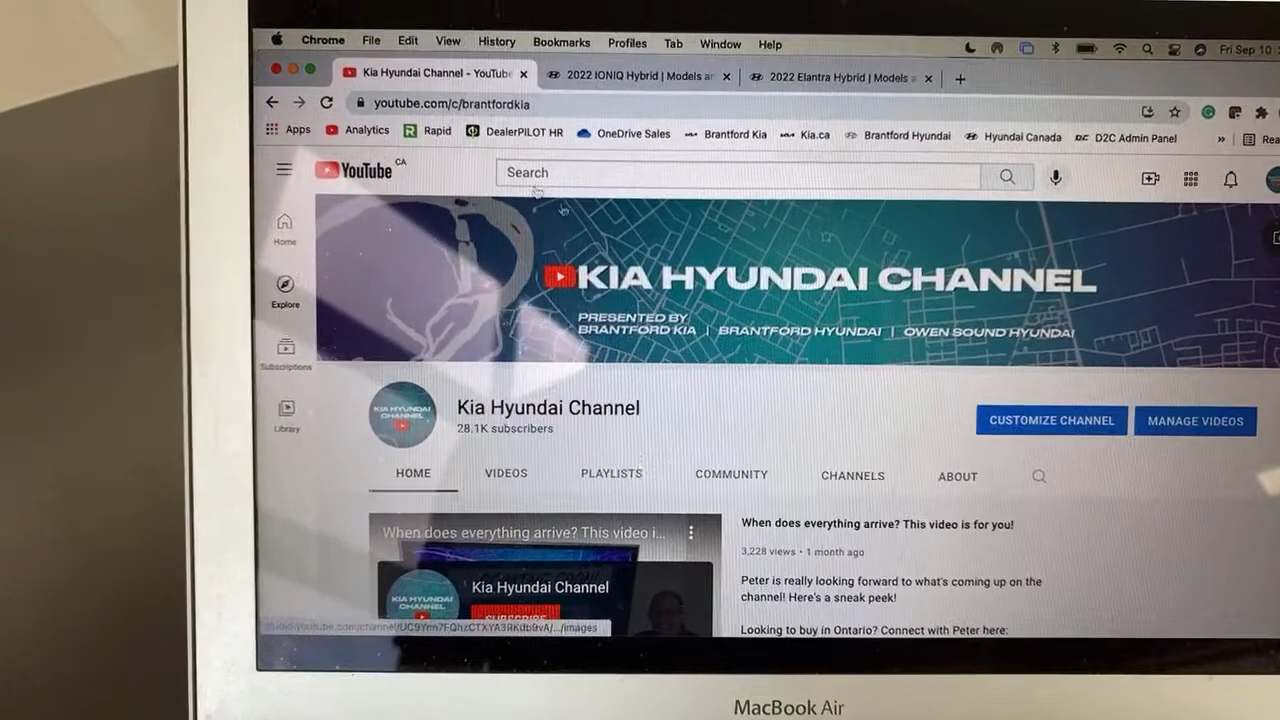 Chrome File Edit View History Bookmarks Profiles Tab Window Help Fri Sep 10
Kia Hyundai Channel - YouTube 2022 IONIQ Hybrid | Models 2022 Elantra Hybrid | Models
youtube.com/c/brantfordkia
Apps Analytics Rapid DealerPILOT HR OneDrive Sales Brantford Kia Kia.ca Brantford Hyundai Hyundai Canada D2C Admin Panel » Rea
YouTube CA
Search
Home
Explore
Subscriptions
Library
KIA HYUNDAI CHANNEL
PRESENTED BY
BRANTFORD KIA | BRANTFORD HYUNDAI | OWEN SOUND HYUNDAI
KIA HYUNDAI
CHANNEL
Kia Hyundai Channel
28.1K subscribers
CUSTOMIZE CHANNEL MANAGE VIDEOS
HOME VIDEOS PLAYLISTS COMMUNITY CHANNELS ABOUT
When does everything arrive? This video i...
Kia Hyundai Channel
KIA HYUNDAI
CHANNEL
SUBSCRIBE
When does everything arrive? This video is for you!
3,228 views • 1 month ago
Peter is really looking forward to what's coming up on the
channel! Here's a sneak peek!
Looking to buy in Ontario? Connect with Peter here:
MacBook Air